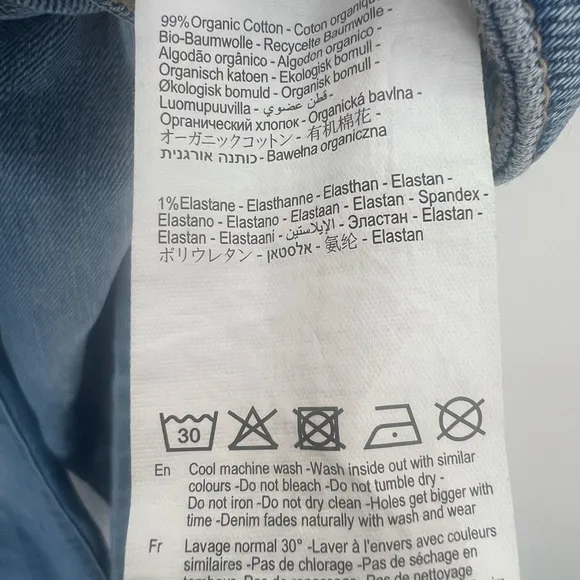 99% Organic Cotton - Coton organique
Bio-Baumwolle - Recycelte Baumwolle -
Algodão orgânico - Algodon organico -
Organisch katoen - Ekologisk bomull -
Økologisk bomuld - Organisk bomull -
Luomupuuvilla - قطن عضوي -
Органический хлопок - Organická bavlna -
オーガニックコットン - 有机棉花 -
כותנה אורגנית - Bawełna organiczna
1% Elastane - Elasthanne - Elasthan - Elastan -
Elastano - Elastano - Elastaan - Elastan - Spandex -
Elastan - Elastaani - الإيلاستين - Эластан - Elastan -
ポリウレタン - אלסטאן - 氨纶 - Elastan
30
En Cool machine wash -Wash inside out with similar
colours -Do not bleach -Do not tumble dry -
Do not iron -Do not dry clean -Holes get bigger with
time -Denim fades naturally with wash and wear
Fr Lavage normal 30° -Laver à l'envers avec couleurs
similaires -Pas de chlorage -Pas de séchage en